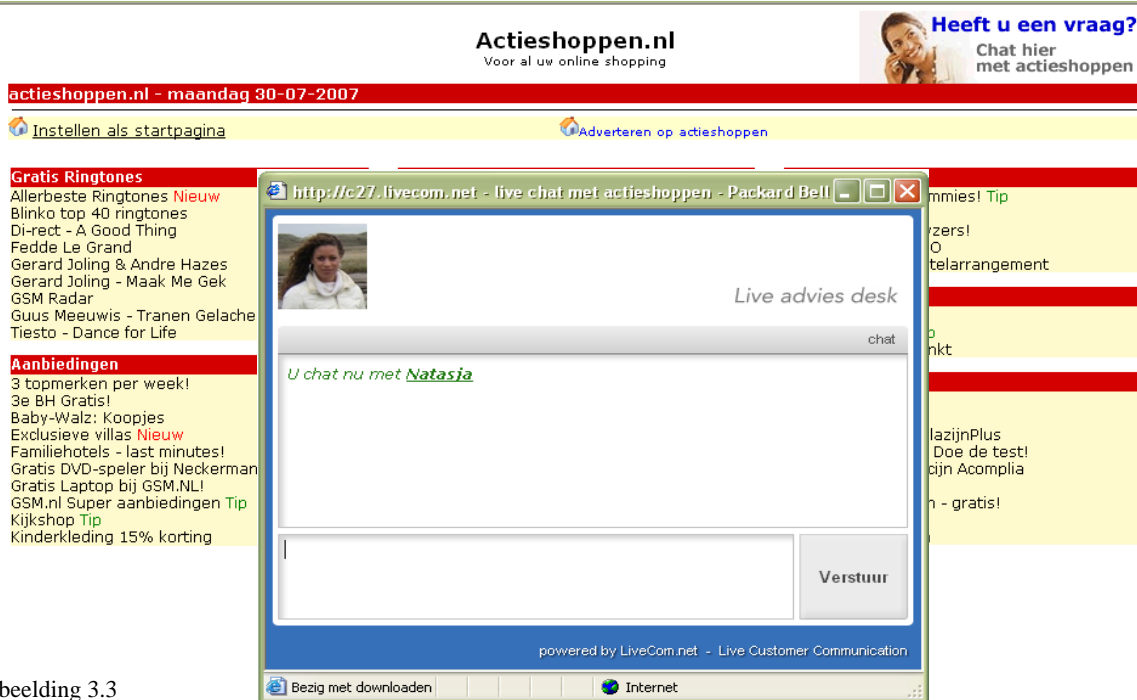 Actieshoppen.nl
Voor al uw online shopping
Heeft u een vraag?
Chat hier
met actieshoppen
actieshoppen.nl - maandag 30-07-2007
Instellen als startpagina
Adverteren op actieshoppen
Gratis Ringtones
Allerbeste Ringtones Nieuw
Blinko top 40 ringtones
Di-rect - A Good Thing
Fedde Le Grand
Gerard Joling & Andre Hazes
Gerard Joling - Maak Me Gek
GSM Radar
Guus Meeuwis - Tranen Gelache
Tiesto - Dance for Life
Aanbiedingen
3 topmerken per week!
3e BH Gratis!
Baby-Walz: Koopjes
Exclusieve villas Nieuw
Familiehotels - last minutes!
Gratis DVD-speler bij Neckerman
Gratis Laptop bij GSM.NL!
GSM.nl Super aanbiedingen Tip
Kijkshop Tip
Kinderkleding 15% korting
http://c27.livecom.net - live chat met actieshoppen - Packard Bell
Live advies desk
chat
U chat nu met Natasja
Verstuur
powered by LiveCom.net - Live Customer Communication
Bezig met downloaden
Internet
mmies! Tip
yzers!
O
telarrangement
p
nkt
lazijnPlus
Doe de test!
cijn Acomplia
n - gratis!
beelding 3.3